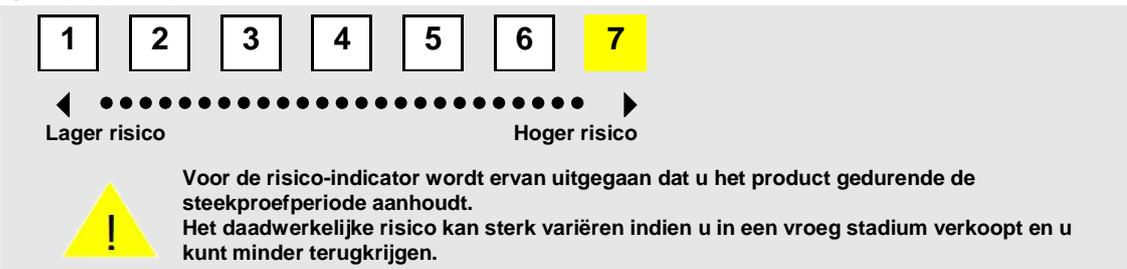 1 2 3 4 5 6 7
Lager risico Hoger risico
!
Voor de risico-indicator wordt ervan uitgegaan dat u het product gedurende de
steekproefperiode aanhoudt.
Het daadwerkelijke risico kan sterk variëren indien u in een vroeg stadium verkoopt en u
kunt minder terugkrijgen.